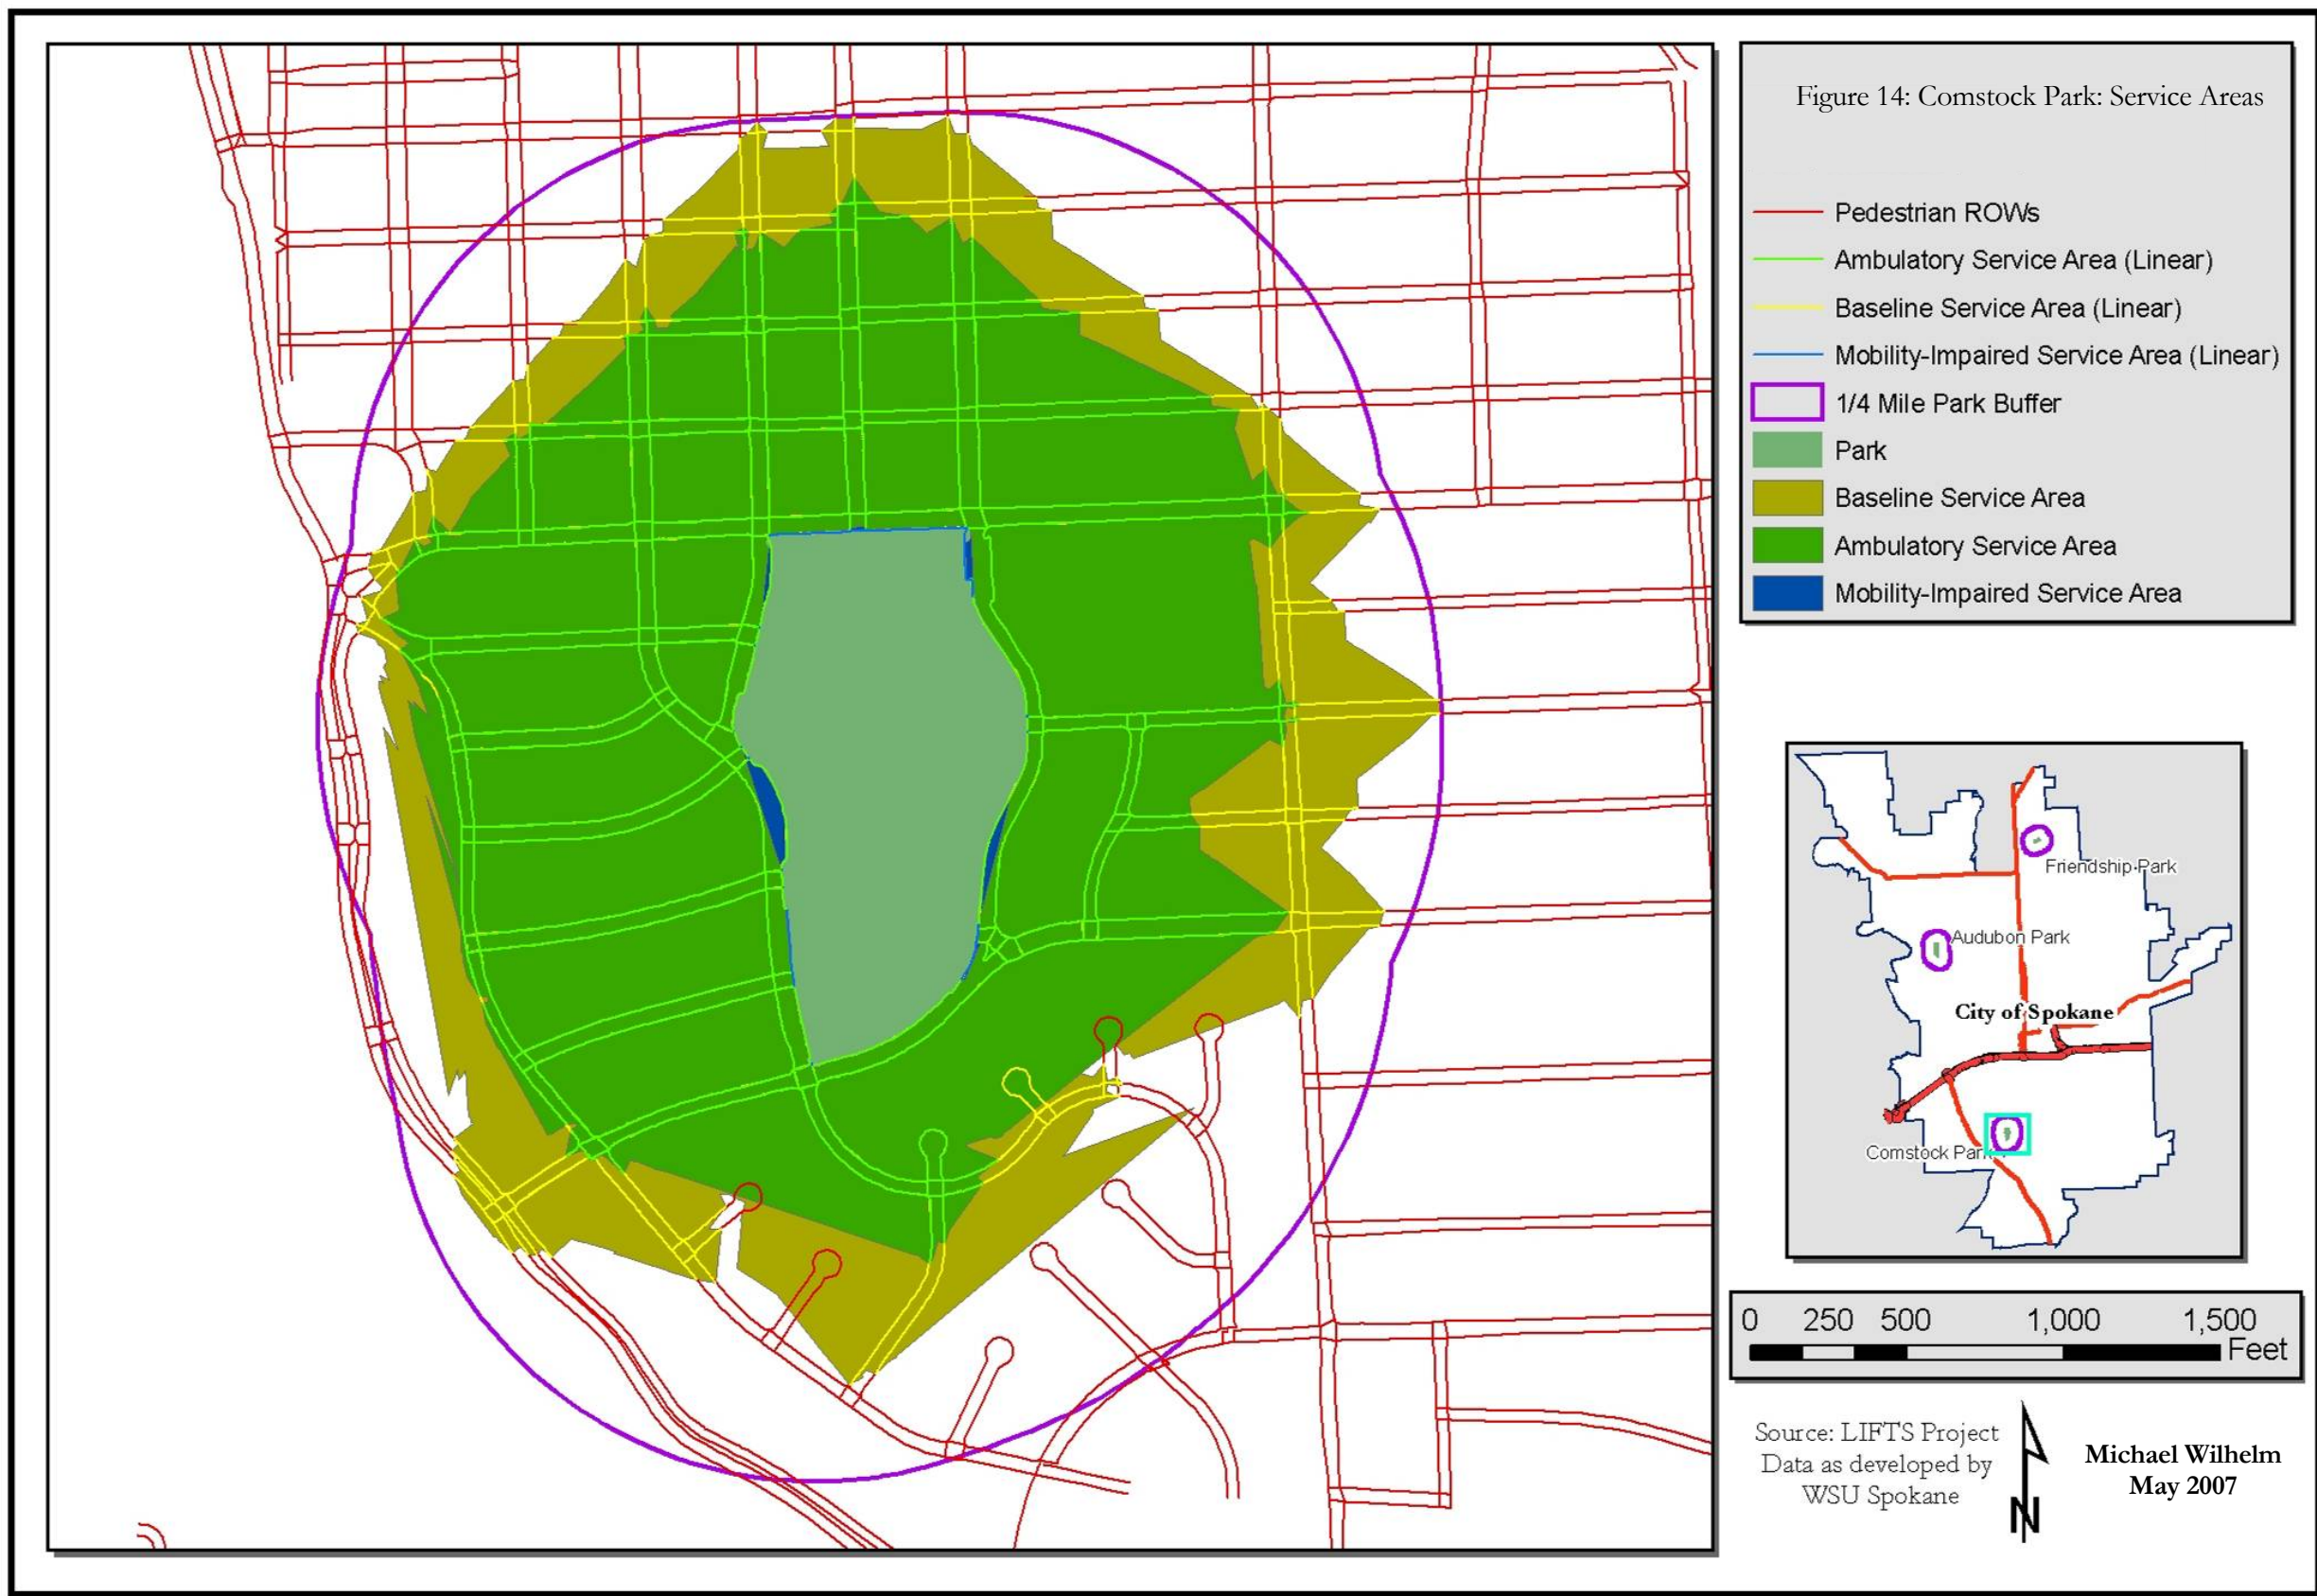 Figure 14: Comstock Park: Service Areas
Pedestrian ROWs
Ambulatory Service Area (Linear)
Baseline Service Area (Linear)
Mobility-Impaired Service Area (Linear)
1/4 Mile Park Buffer
Park
Baseline Service Area
Ambulatory Service Area
Mobility-Impaired Service Area
Friendship Park
Audubon Park
City of Spokane
Comstock Park
0 250 500 1,000 1,500
Feet
Source: LIFTS Project
Data as developed by
WSU Spokane
N
Michael Wilhelm
May 2007